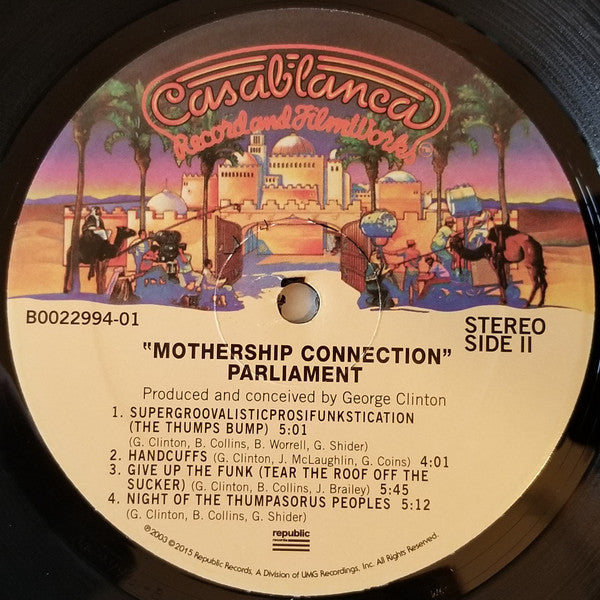 Casablanca
Record and FilmWorks
B0022994-01
STEREO
SIDE II
"MOTHERSHIP CONNECTION"
PARLIAMENT
Produced and conceived by George Clinton
1. SUPERGROOVALISTICPROSIFUNKSTICATION
(THE THUMPS BUMP) 5:01
(G. Clinton, B. Collins, B. Worrell, G. Shider)
2. HANDCUFFS (G. Clinton, J. McLaughlin, G. Coins) 4:01
3. GIVE UP THE FUNK (TEAR THE ROOF OFF THE
SUCKER) (G. Clinton, B. Collins, J. Brailey) 5:45
4. NIGHT OF THE THUMPASORUS PEOPLES 5:12
(G. Clinton, B. Collins, G. Shider)
republic
records
℗2003 ©2015 Republic Records, A Division of UMG Recordings, Inc. All Rights Reserved.